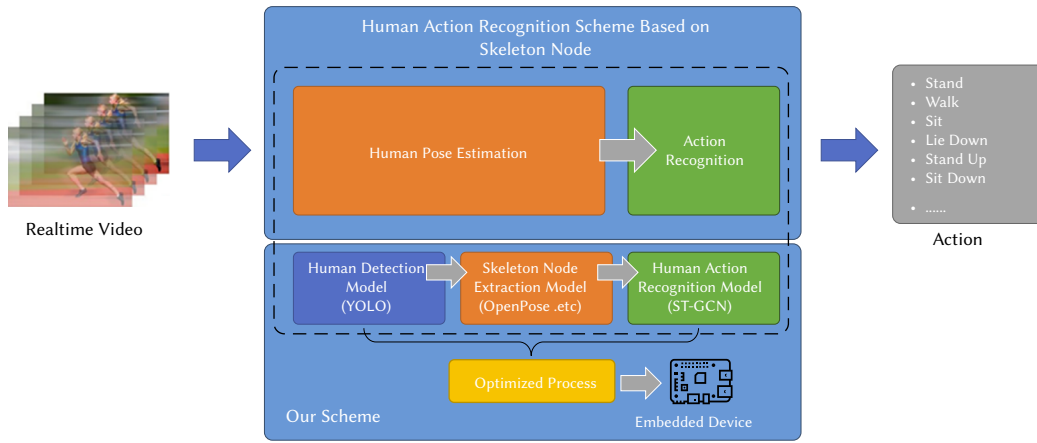 Human Action Recognition Scheme Based on
Skeleton Node
Human Pose Estimation
Action
Recognition
Realtime Video
• Stand
• Walk
• Sit
• Lie Down
• Stand Up
• Sit Down
• ......
Action
Human Detection
Model
(YOLO)
Skeleton Node
Extraction Model
(OpenPose .etc)
Human Action
Recognition Model
(ST-GCN)
Optimized Process
Our Scheme
Embedded Device